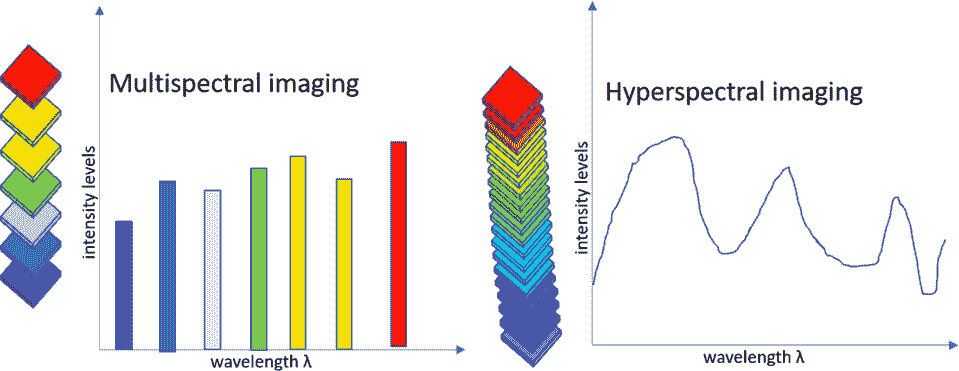 Multispectral imaging
intensity levels
wavelength λ
Hyperspectral imaging
intensity levels
wavelength λ